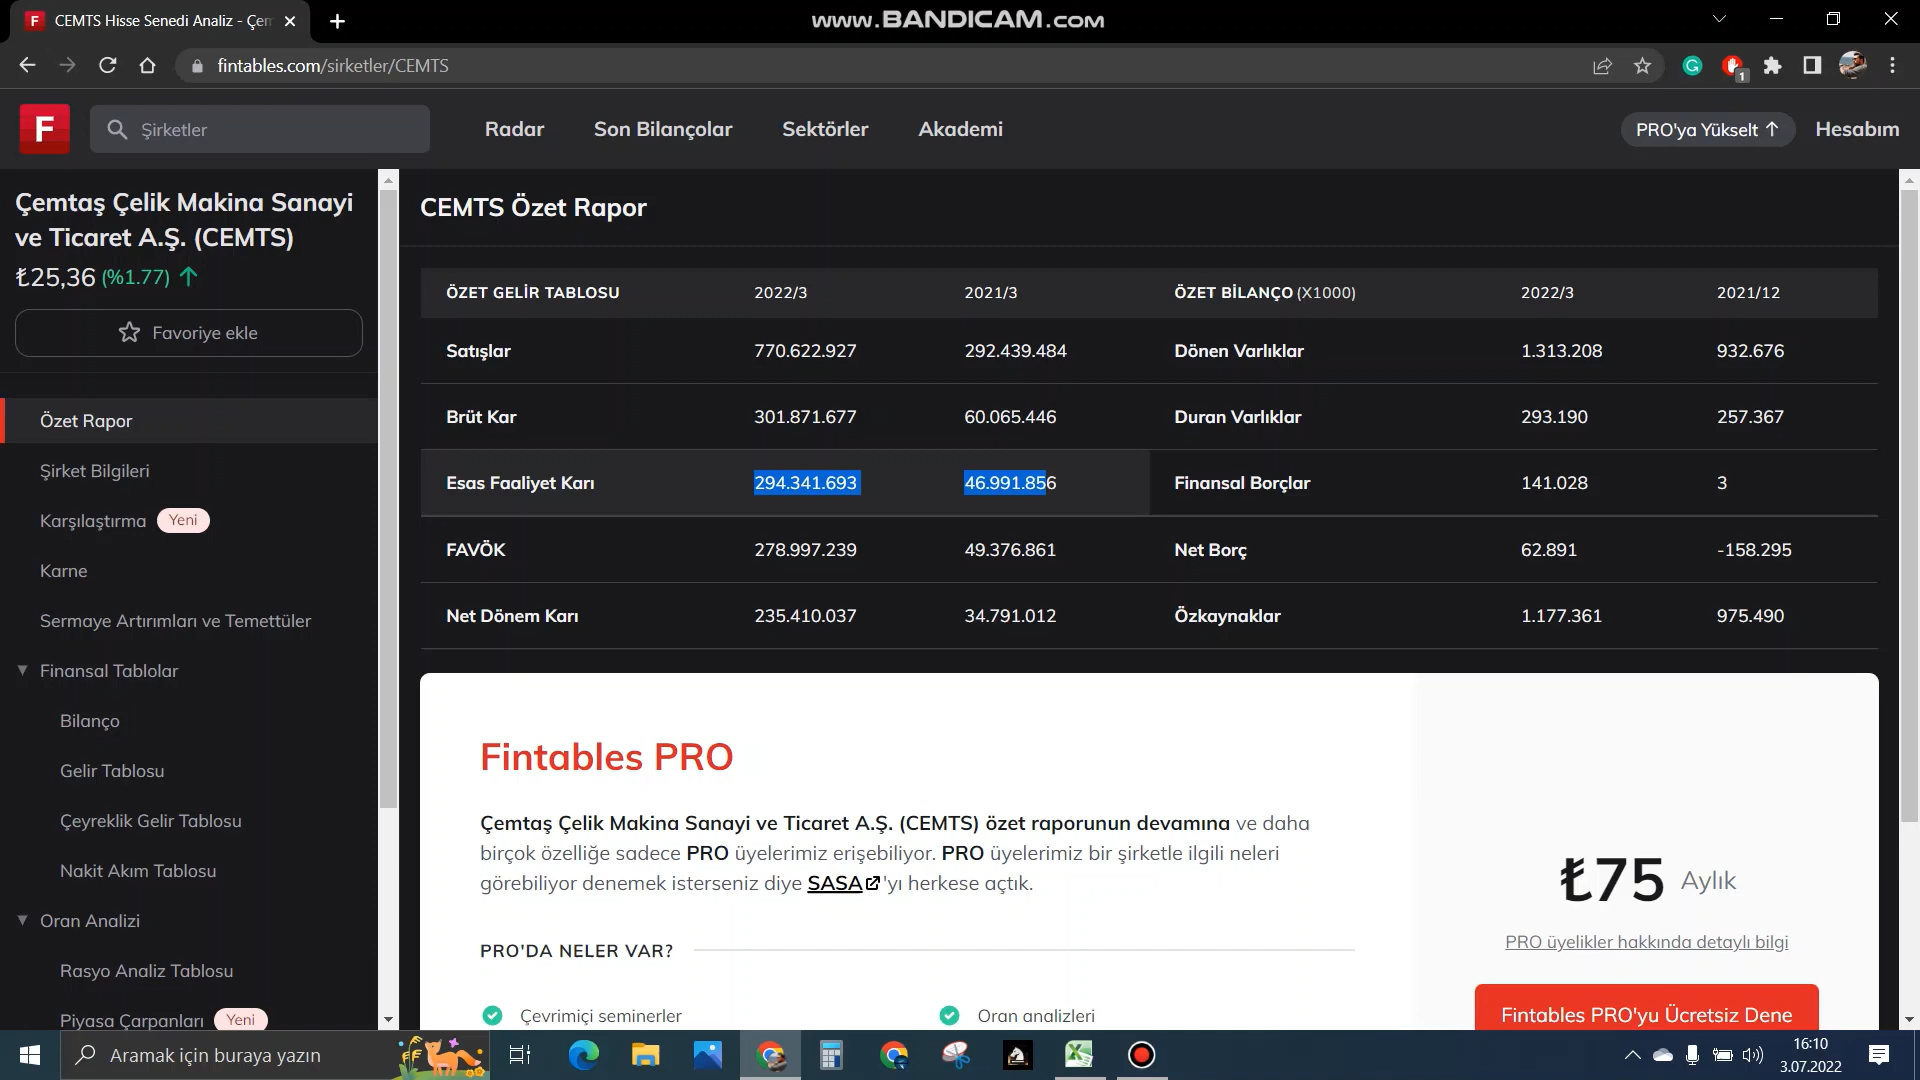 CEMTS Hisse Senedi Analiz - Çem
www.BANDICAM.com
fintables.com/sirketler/CEMTS
1
F
Şirketler
Radar
Son Bilançolar
Sektörler
Akademi
PRO'ya Yükselt ↑
Hesabım
Çemtaş Çelik Makina Sanayi
ve Ticaret A.Ş. (CEMTS)
₺25,36 (%1.77) ↑
Favoriye ekle
Özet Rapor
Şirket Bilgileri
Karşılaştırma Yeni
Karne
Sermaye Artırımları ve Temettüler
Finansal Tablolar
Bilanço
Gelir Tablosu
Çeyreklik Gelir Tablosu
Nakit Akım Tablosu
Oran Analizi
Rasyo Analiz Tablosu
Piyasa Çarpanları Yeni
CEMTS Özet Rapor
ÖZET GELİR TABLOSU 2022/3 2021/3 ÖZET BİLANÇO (X1000) 2022/3 2021/12
Satışlar 770.622.927 292.439.484 Dönen Varlıklar 1.313.208 932.676
Brüt Kar 301.871.677 60.065.446 Duran Varlıklar 293.190 257.367
Esas Faaliyet Karı 294.341.693 46.991.856 Finansal Borçlar 141.028 3
FAVÖK 278.997.239 49.376.861 Net Borç 62.891 -158.295
Net Dönem Karı 235.410.037 34.791.012 Özkaynaklar 1.177.361 975.490
Fintables PRO
Çemtaş Çelik Makina Sanayi ve Ticaret A.Ş. (CEMTS) özet raporunun devamına ve daha
birçok özelliğe sadece PRO üyelerimiz erişebiliyor. PRO üyelerimiz bir şirketle ilgili neleri
görebiliyor denemek isterseniz diye SASA 'yı herkese açtık.
PRO'DA NELER VAR?
Çevrimiçi seminerler
Oran analizleri
₺75 Aylık
PRO üyelikler hakkında detaylı bilgi
Fintables PRO'yu Ücretsiz Dene
Aramak için buraya yazın
16:10
3.07.2022